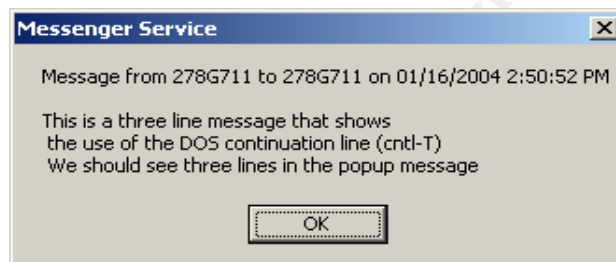 Messenger Service
Message from 278G711 to 278G711 on 01/16/2004 2:50:52 PM
This is a three line message that shows
the use of the DOS continuation line (cntl-T)
We should see three lines in the popup message
OK